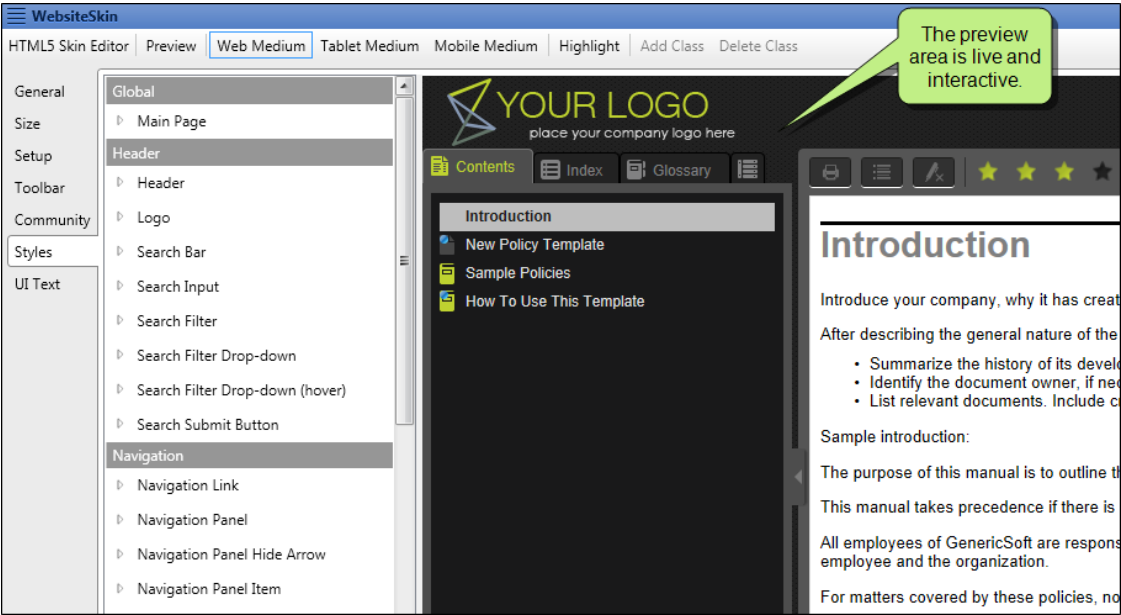 WebsiteSkin
HTML5 Skin Editor Preview Web Medium Tablet Medium Mobile Medium Highlight Add Class Delete Class
The preview
area is live and
interactive.
General
Size
Setup
Toolbar
Community
Styles
UI Text
Global
Main Page
Header
Header
Logo
Search Bar
Search Input
Search Filter
Search Filter Drop-down
Search Filter Drop-down (hover)
Search Submit Button
Navigation
Navigation Link
Navigation Panel
Navigation Panel Hide Arrow
Navigation Panel Item
YOUR LOGO
place your company logo here
Contents Index Glossary
Introduction
New Policy Template
Sample Policies
How To Use This Template
Introduction
Introduce your company, why it has creat
After describing the general nature of the
• Summarize the history of its develo
• Identify the document owner, if nec
• List relevant documents. Include c
Sample introduction:
The purpose of this manual is to outline th
This manual takes precedence if there is
All employees of GenericSoft are respons
employee and the organization.
For matters covered by these policies, no